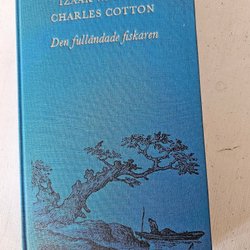 IZAAK
CHARLES COTTON
Den fulländade fiskaren